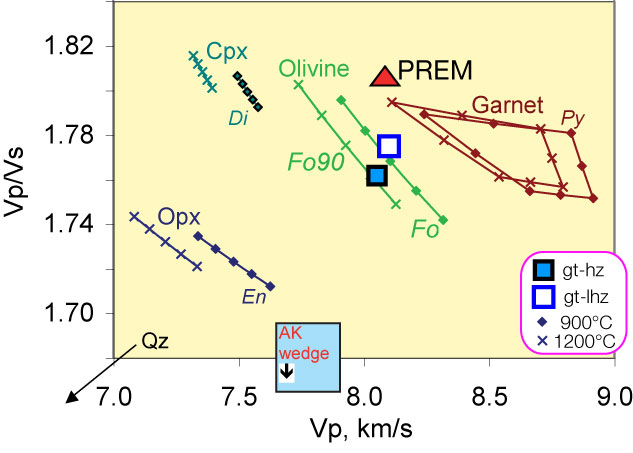 1.82
1.78
1.74
1.70
Vp/Vs
Cpx
Di
Olivine
PREM
Garnet
Py
Fo90
Fo
Opx
En
gt-hz
gt-lhz
900°C
1200°C
Qz
AK
wedge
7.0 7.5 8.0 8.5 9.0
Vp, km/s